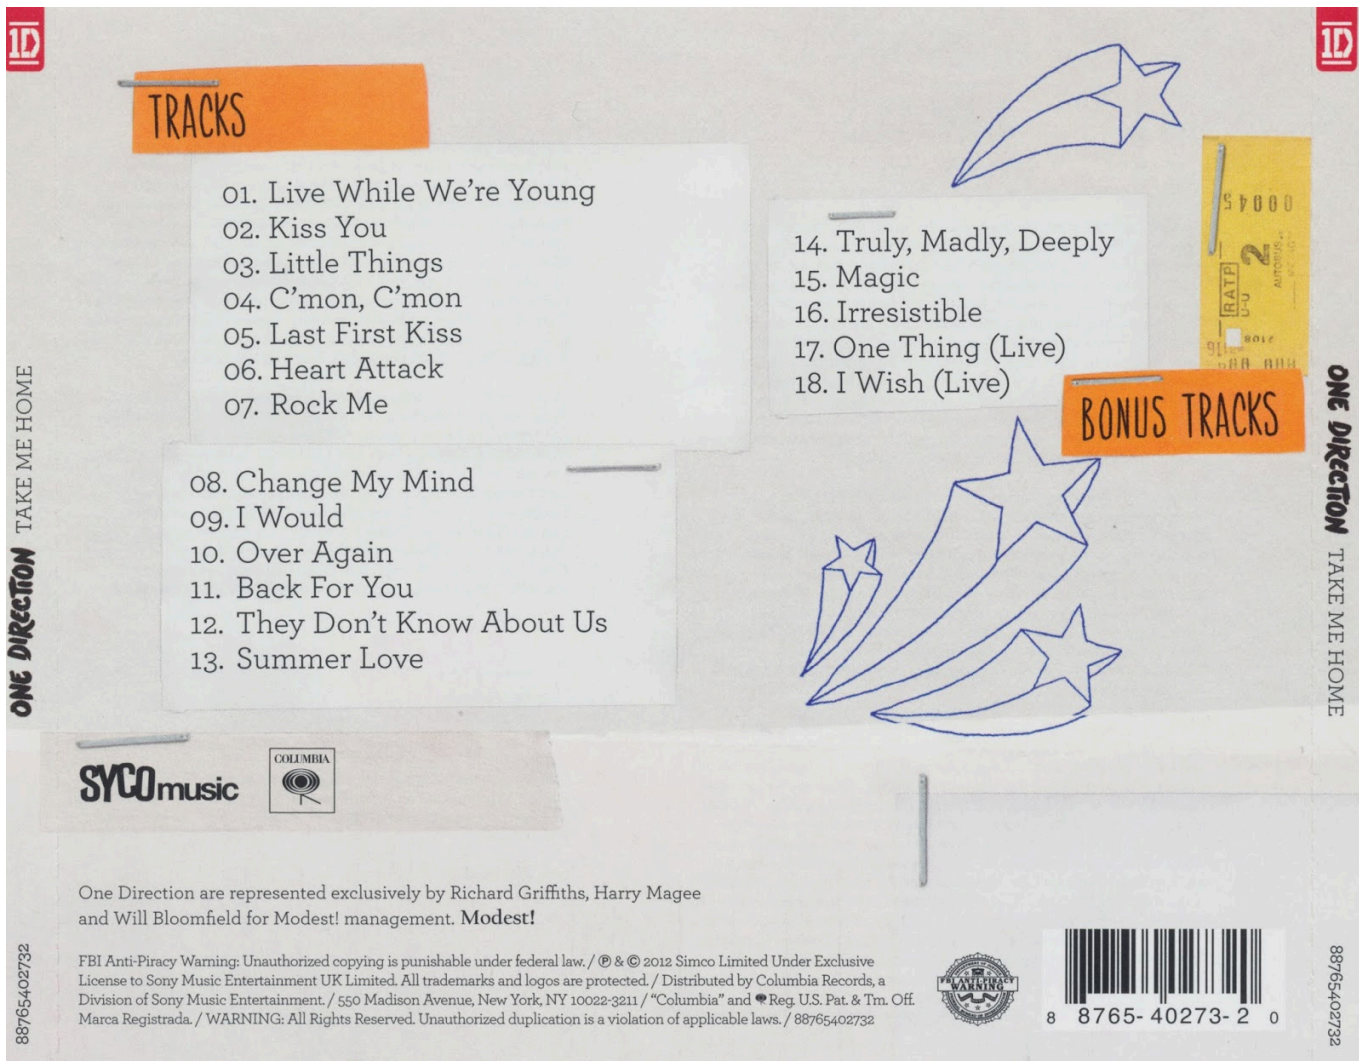 1D
1D
TRACKS
01. Live While We're Young
02. Kiss You
03. Little Things
04. C'mon, C'mon
05. Last First Kiss
06. Heart Attack
07. Rock Me
08. Change My Mind
09. I Would
10. Over Again
11. Back For You
12. They Don't Know About Us
13. Summer Love
14. Truly, Madly, Deeply
15. Magic
16. Irresistible
17. One Thing (Live)
18. I Wish (Live)
BONUS TRACKS
00045
RATP
2
U-U
2108
ONE DIRECTION TAKE ME HOME
ONE DIRECTION TAKE ME HOME
SYCOmusic
COLUMBIA
One Direction are represented exclusively by Richard Griffiths, Harry Magee
and Will Bloomfield for Modest! management. Modest!
FBI Anti-Piracy Warning: Unauthorized copying is punishable under federal law. / ℗ & © 2012 Simco Limited Under Exclusive
License to Sony Music Entertainment UK Limited. All trademarks and logos are protected. / Distributed by Columbia Records, a
Division of Sony Music Entertainment. / 550 Madison Avenue, New York, NY 10022-3211 / "Columbia" and Reg. U.S. Pat. & Tm. Off.
Marca Registrada. / WARNING: All Rights Reserved. Unauthorized duplication is a violation of applicable laws. / 88765402732
FBI ANTI-PIRACY
WARNING
8 8765-40273-2 0
88765402732
88765402732